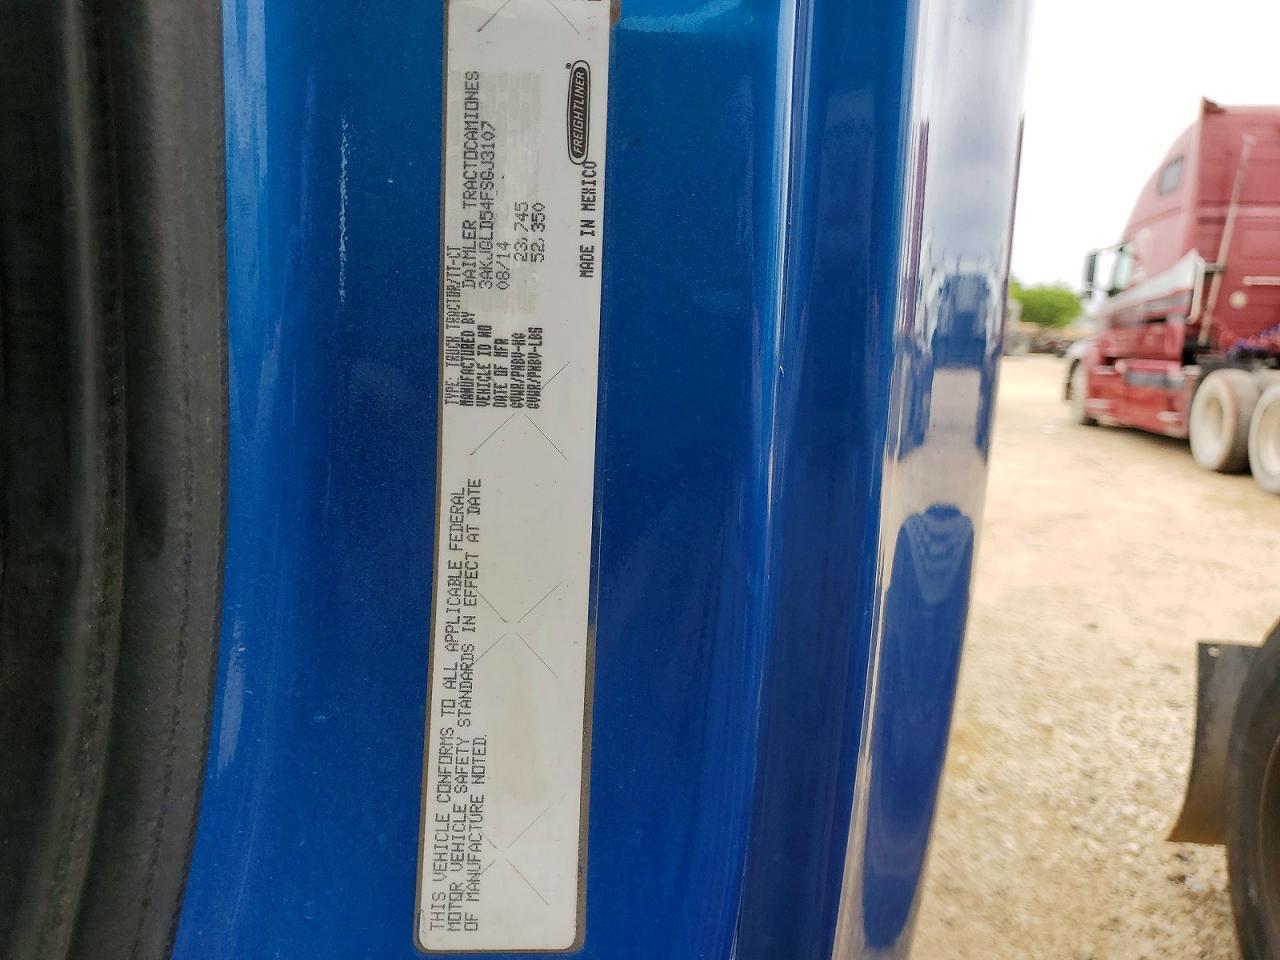 TYPE: TRUCK TRACTOR/TT-CT
MANUFACTURED BY DAIMLER TRACTOCAMIONES
VEHICLE ID NO 3AKJGLD54FSGJ3107
DATE OF MFR 08/14
GVWR/PNBV-KG 23,745
GVWR/PNBV-LBS 52,350
FREIGHTLINER®
MADE IN MEXICO
THIS VEHICLE CONFORMS TO ALL APPLICABLE FEDERAL
MOTOR VEHICLE SAFETY STANDARDS IN EFFECT AT DATE
OF MANUFACTURE NOTED.